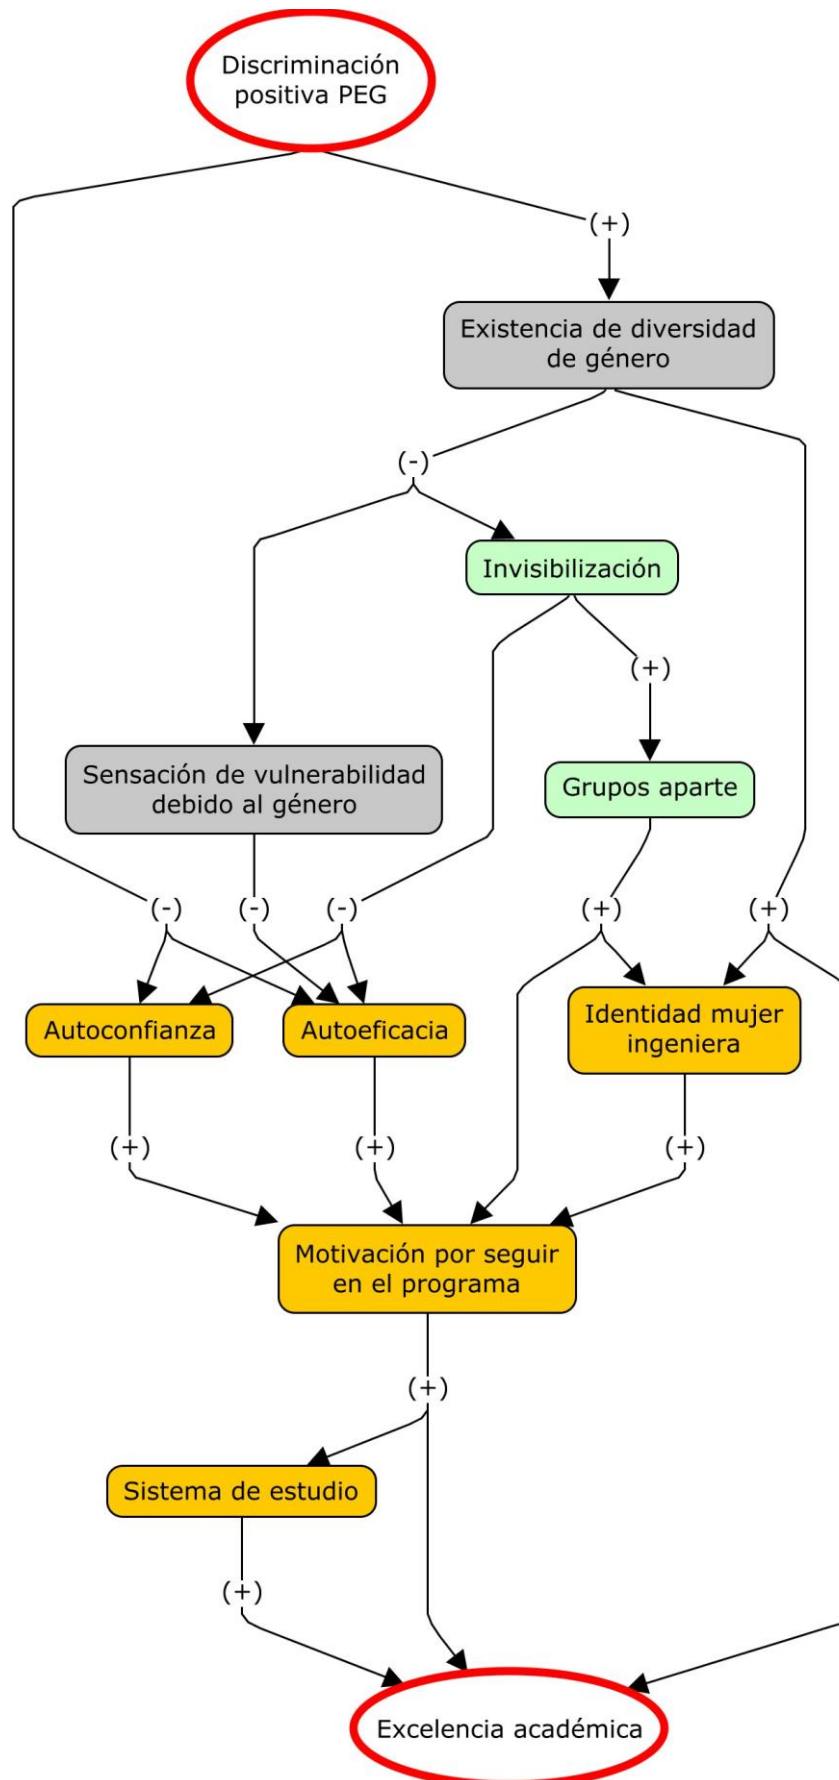 Discriminación
positiva PEG
(+)
Existencia de diversidad
de género
(-)
Invisibilización
(+)
Sensación de vulnerabilidad
debido al género
Grupos aparte
(-)
(-)
(-)
(+)
(+)
Autoconfianza
Autoeficacia
Identidad mujer
ingeniera
(+)
(+)
(+)
Motivación por seguir
en el programa
(+)
Sistema de estudio
(+)
Excelencia académica